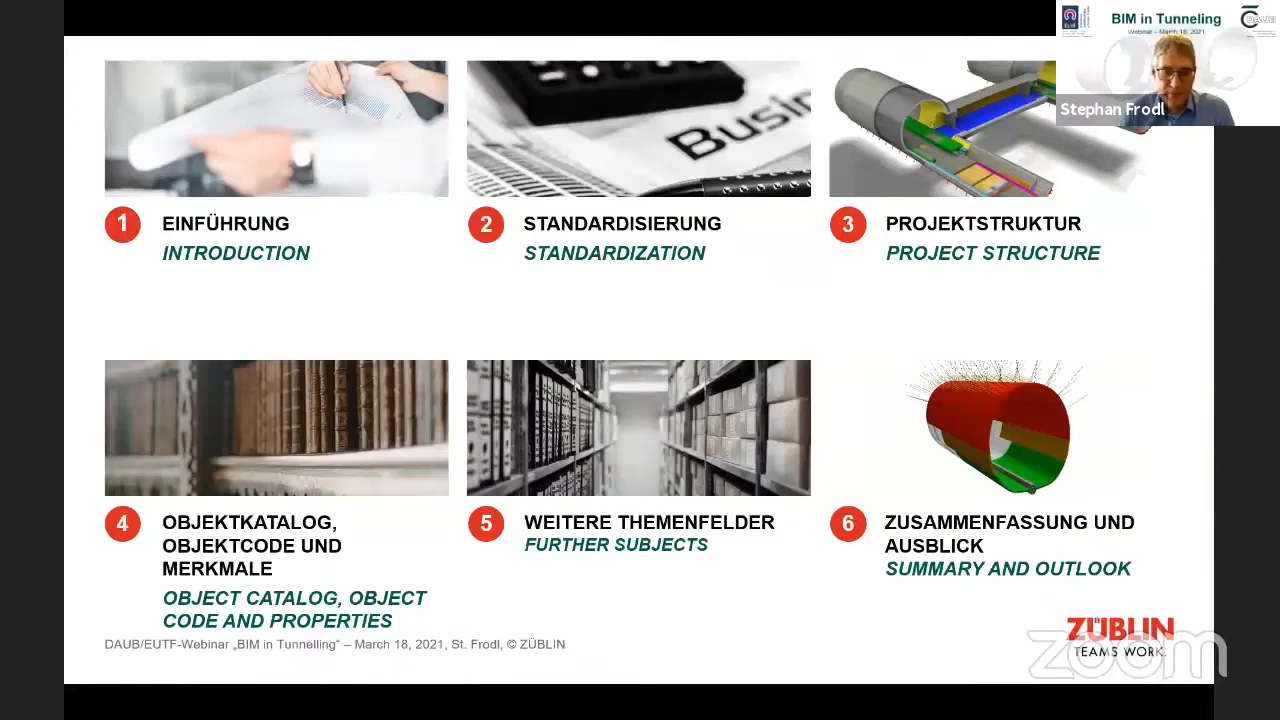 BIM in Tunneling
Webinar – March 18, 2021
Stephan Frodl
Busin
1 EINFÜHRUNG
INTRODUCTION
2 STANDARDISIERUNG
STANDARDIZATION
3 PROJEKTSTRUKTUR
PROJECT STRUCTURE
4 OBJEKTKATALOG,
OBJEKTCODE UND
MERKMALE
OBJECT CATALOG, OBJECT
CODE AND PROPERTIES
5 WEITERE THEMENFELDER
FURTHER SUBJECTS
6 ZUSAMMENFASSUNG UND
AUSBLICK
SUMMARY AND OUTLOOK
DAUB/EUTF-Webinar „BIM in Tunnelling“ – March 18, 2021, St. Frodl, © ZÜBLIN
ZÜBLIN
TEAMS WORK.
zoom